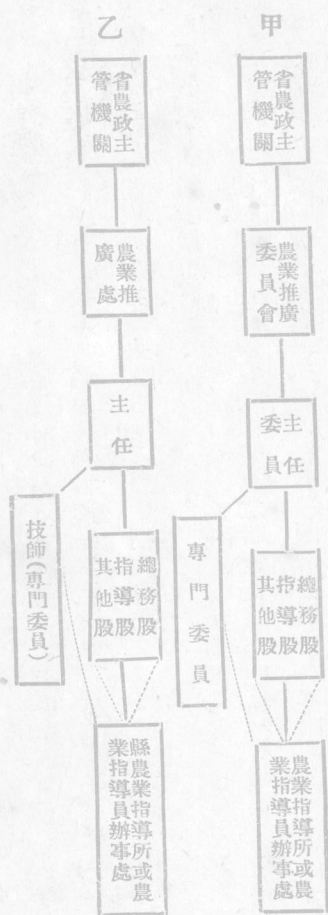 甲
省農政主
管機關
農業推廣
委員會
主任
委員
專門委員
總務股
指導股
其他股
農業指導所或農
業指導員辦事處
乙
省農政主
管機關
農業推
廣處
主任
技師(專門委員)
總務股
指導股
其他股
縣農業指導所或農
業指導員辦事處